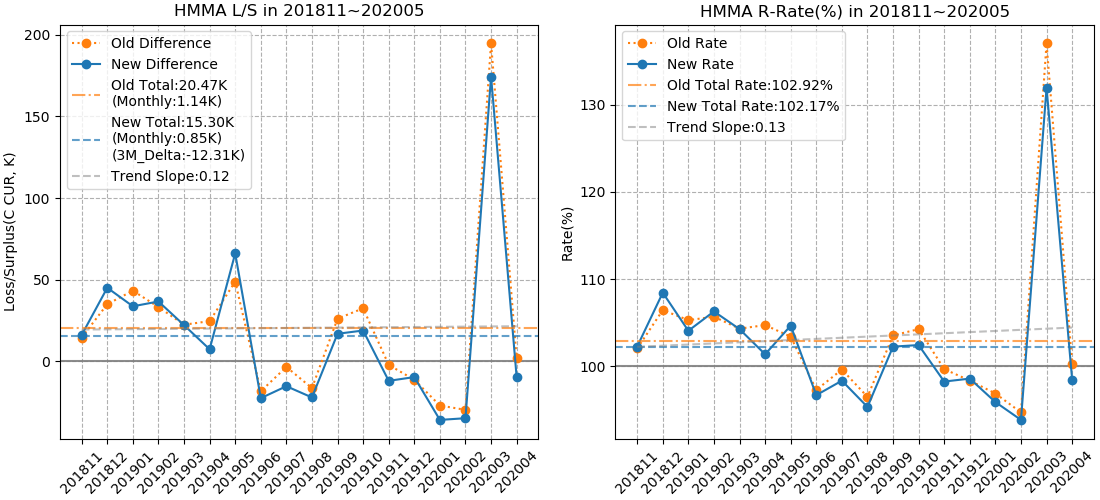 HMMA L/S in 201811~202005
Loss/Surplus(C CUR, K)
200
150
100
50
0
Old Difference
New Difference
Old Total:20.47K
(Monthly:1.14K)
New Total:15.30K
(Monthly:0.85K)
(3M_Delta:-12.31K)
Trend Slope:0.12
201811
201812
201901
201902
201903
201904
201905
201906
201907
201908
201909
201910
201911
201912
202001
202002
202003
202004
HMMA R-Rate(%) in 201811~202005
Rate(%)
130
120
110
100
Old Rate
New Rate
Old Total Rate:102.92%
New Total Rate:102.17%
Trend Slope:0.13
201811
201812
201901
201902
201903
201904
201905
201906
201907
201908
201909
201910
201911
201912
202001
202002
202003
202004